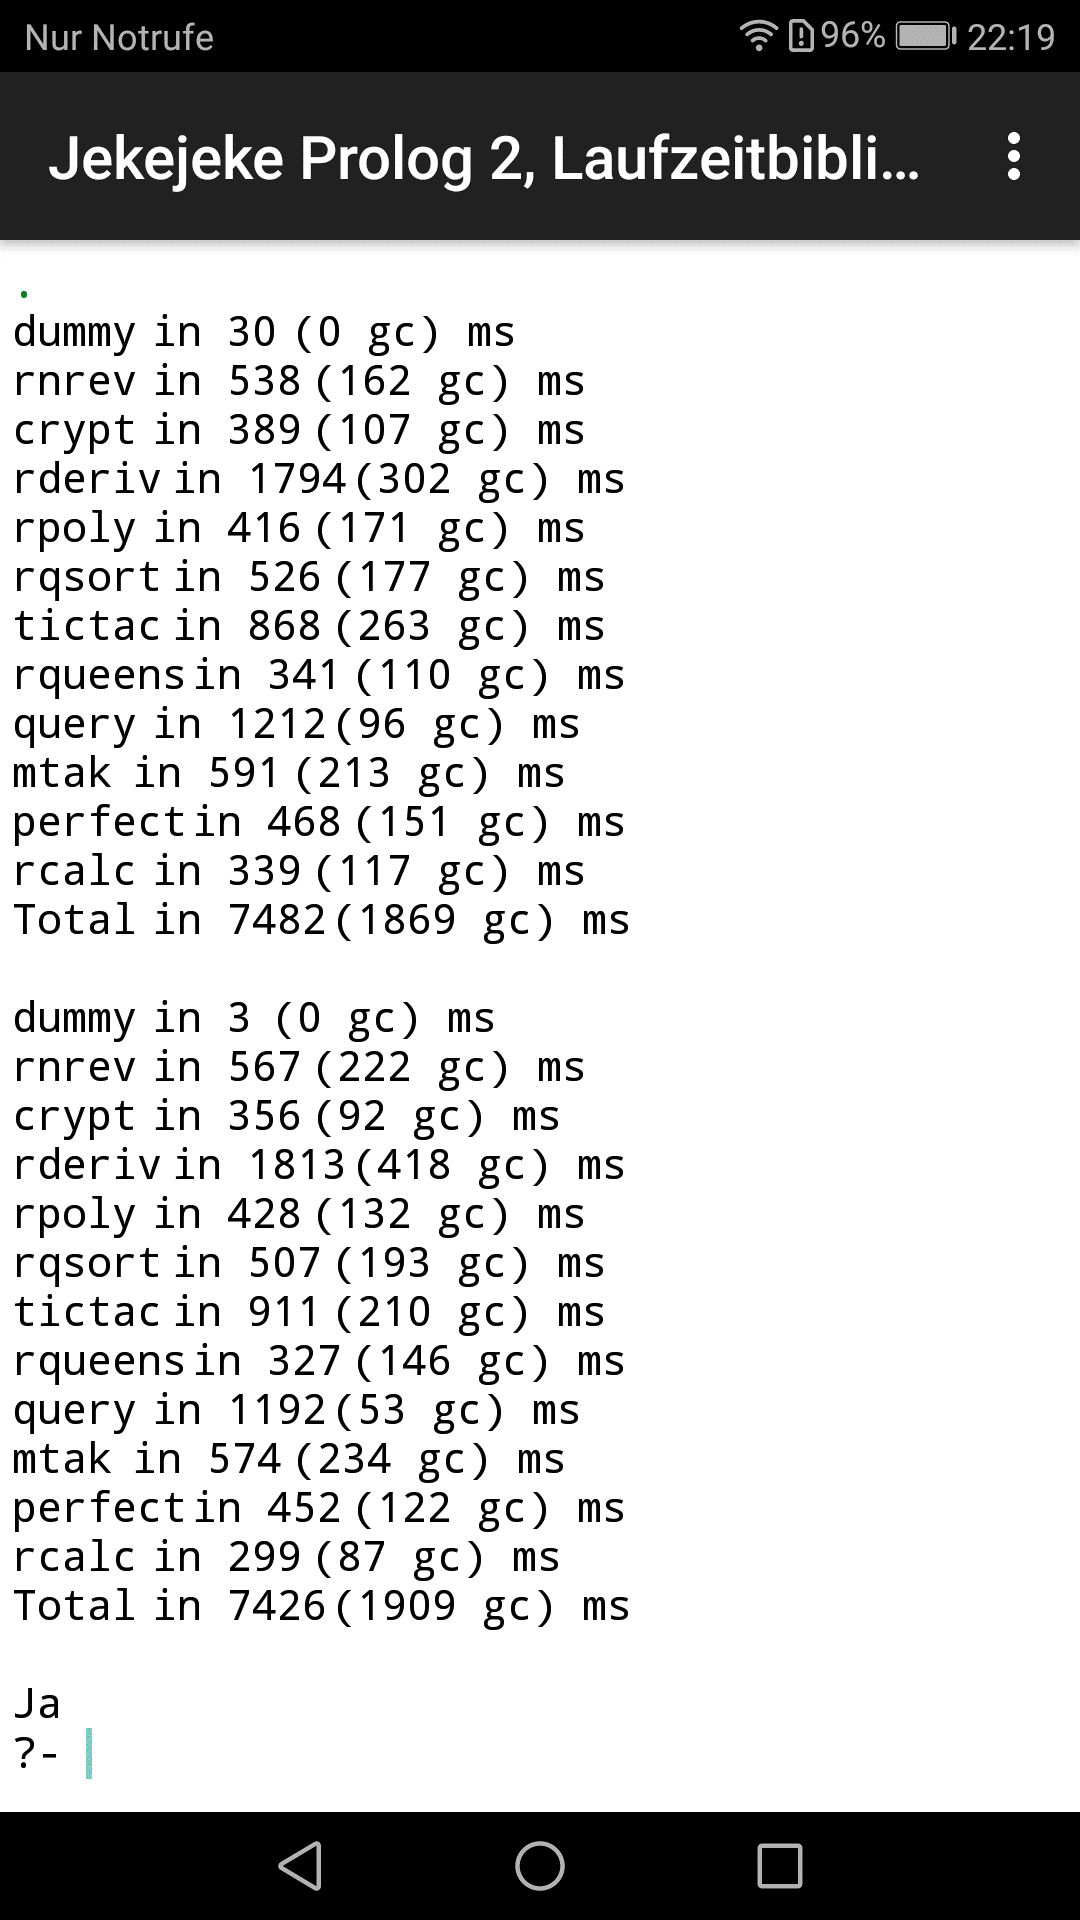 Nur Notrufe 96% 22:19
Jekejeke Prolog 2, Laufzeitbibli...
.
dummy in 30 (0 gc) ms
rnrev in 538 (162 gc) ms
crypt in 389 (107 gc) ms
rderiv in 1794 (302 gc) ms
rpoly in 416 (171 gc) ms
rqsort in 526 (177 gc) ms
tictac in 868 (263 gc) ms
rqueens in 341 (110 gc) ms
query in 1212 (96 gc) ms
mtak in 591 (213 gc) ms
perfect in 468 (151 gc) ms
rcalc in 339 (117 gc) ms
Total in 7482 (1869 gc) ms
dummy in 3 (0 gc) ms
rnrev in 567 (222 gc) ms
crypt in 356 (92 gc) ms
rderiv in 1813 (418 gc) ms
rpoly in 428 (132 gc) ms
rqsort in 507 (193 gc) ms
tictac in 911 (210 gc) ms
rqueens in 327 (146 gc) ms
query in 1192 (53 gc) ms
mtak in 574 (234 gc) ms
perfect in 452 (122 gc) ms
rcalc in 299 (87 gc) ms
Total in 7426 (1909 gc) ms
Ja
?-